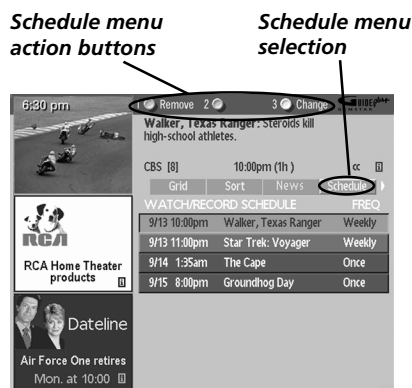 Schedule menu action buttons
Schedule menu selection
6:30 pm
Remove 2 3 Change GUIDE Plus+ GEMSTAR
Walker, Texas Ranger: Steroids kill
high-school athletes.
CBS [8] 10:00pm (1h ) cc i
Grid Sort News Schedule
WATCH/RECORD SCHEDULE FREQ
9/13 10:00pm Walker, Texas Ranger Weekly
9/13 11:00pm Star Trek: Voyager Weekly
9/14 1:35am The Cape Once
9/15 8:00pm Groundhog Day Once
RCA
RCA Home Theater
products i
Dateline
Air Force One retires
Mon. at 10:00 i